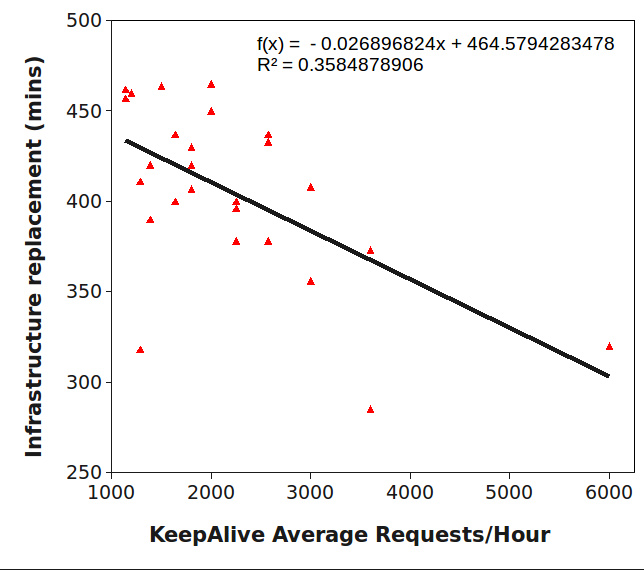 500
f(x) = - 0.026896824x + 464.5794283478
R² = 0.3584878906
450
400
350
300
250
1000 2000 3000 4000 5000 6000
Infrastructure replacement (mins)
KeepAlive Average Requests/Hour